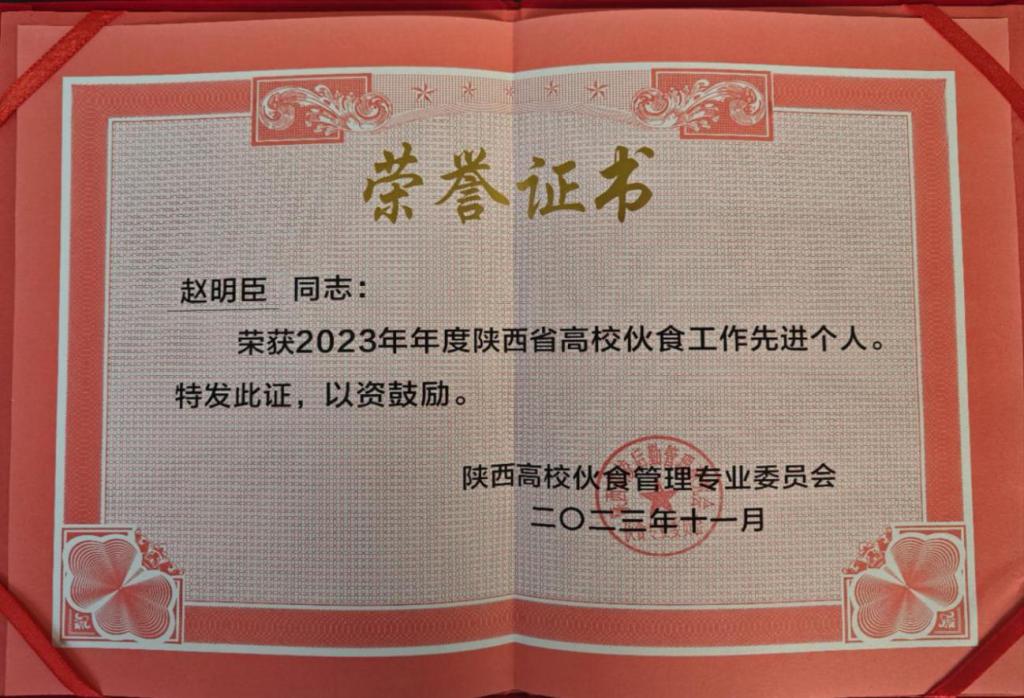 荣誉证书
赵明臣 同志：
荣获2023年年度陕西省高校伙食工作先进个人。
特发此证，以资鼓励。
陕西高校伙食管理专业委员会
二〇二三年十一月